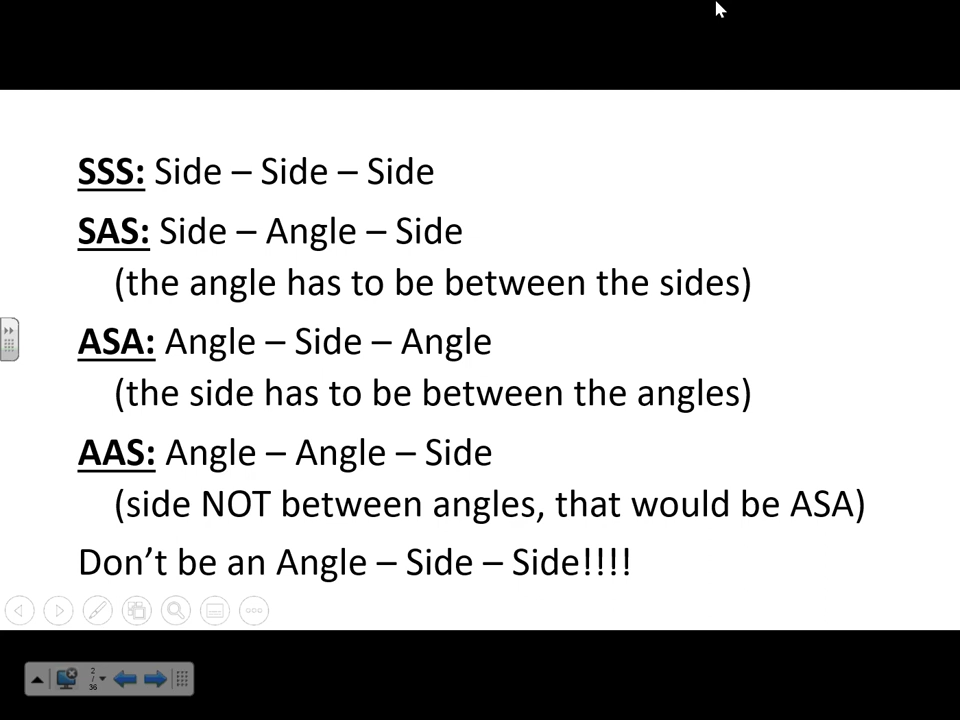 SSS: Side – Side – Side
SAS: Side – Angle – Side
(the angle has to be between the sides)
ASA: Angle – Side – Angle
(the side has to be between the angles)
AAS: Angle – Angle – Side
(side NOT between angles, that would be ASA)
Don’t be an Angle – Side – Side!!!!
2
/
36